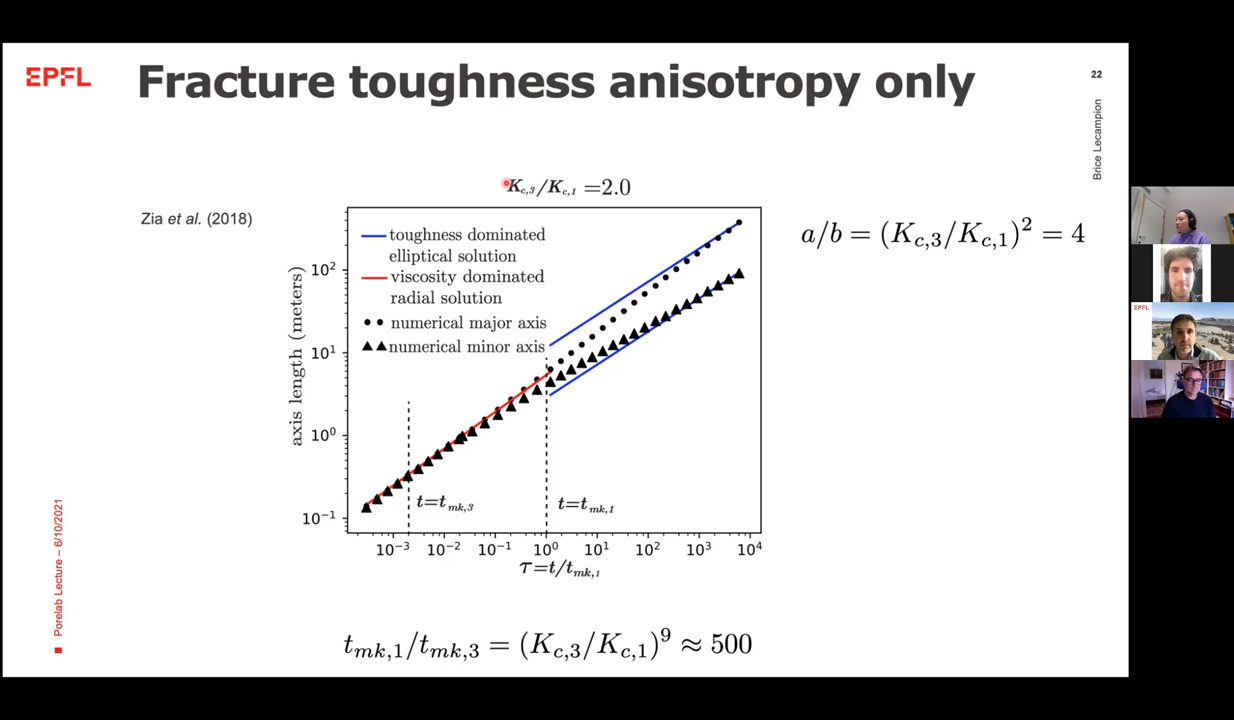 EPFL
Fracture toughness anisotropy only
22
Brice Lecampion
Zia et al. (2018)
K_{c,3}/K_{c,1} =2.0
a/b = (K_{c,3}/K_{c,1})^2 = 4
toughness dominated
elliptical solution
viscosity dominated
radial solution
numerical major axis
numerical minor axis
axis length (meters)
10^2
10^1
10^0
10^{-1}
t=t_{mk,3}
t=t_{mk,1}
10^{-3} 10^{-2} 10^{-1} 10^0 10^1 10^2 10^3 10^4
τ=t/t_{mk,1}
t_{mk,1}/t_{mk,3} = (K_{c,3}/K_{c,1})^9 ≈ 500
Porelab Lecture – 6/10/2021
EPFL